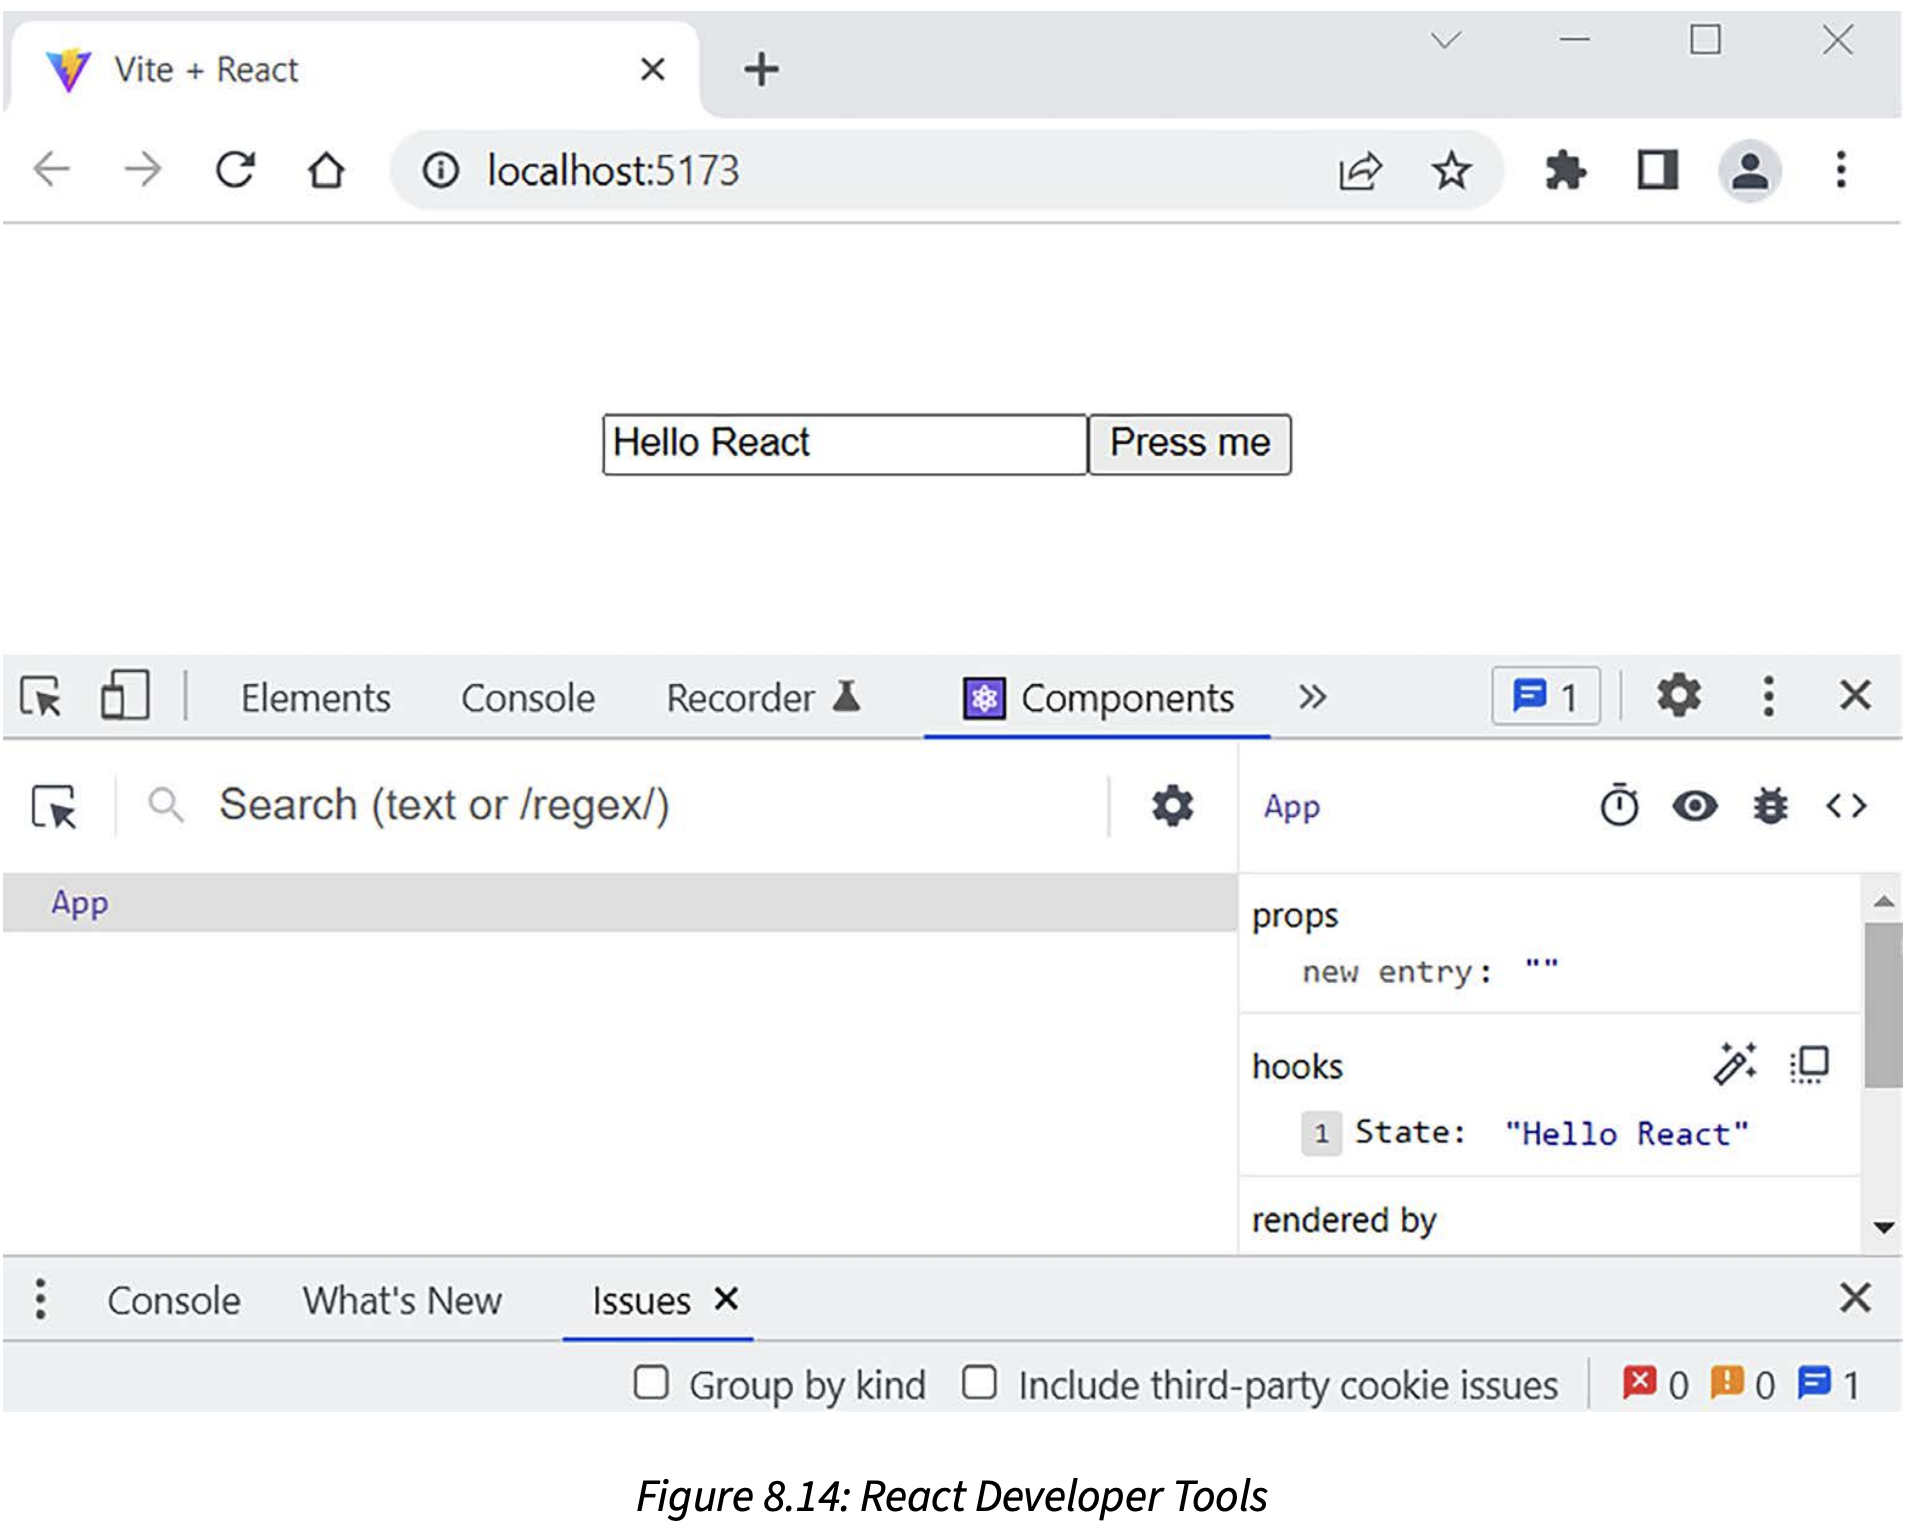 Vite + React
localhost:5173
Hello React Press me
Elements Console Recorder Components 1
Search (text or /regex/) App
App
props
new entry: ""
hooks
1 State: "Hello React"
rendered by
Console What's New Issues
Group by kind Include third-party cookie issues 0 0 1
Figure 8.14: React Developer Tools